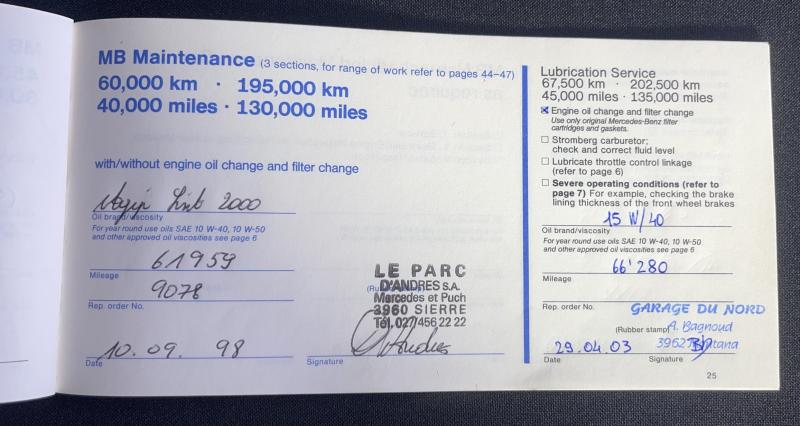 MB Maintenance (3 sections, for range of work refer to pages 44–47)
60,000 km · 195,000 km
40,000 miles · 130,000 miles
with/without engine oil change and filter change
2000
Oil brand/viscosity
For year round use oils SAE 10 W-40, 10 W-50
and other approved oil viscosities see page 6
61959
Mileage
9078
Rep. order No.
LE PARC
D'ANDRES S.A.
Mercedes et Puch
3960 SIERRE
Tél. 027/456 22 22
10.09.98
Date
Signature
Lubrication Service
67,500 km · 202,500 km
45,000 miles · 135,000 miles
Engine oil change and filter change
Use only original Mercedes-Benz filter
cartridges and gaskets.
Stromberg carburetor;
check and correct fluid level
Lubricate throttle control linkage
(refer to page 6)
Severe operating conditions (refer to
page 7) For example, checking the brake
lining thickness of the front wheel brakes
15 W/40
Oil brand/viscosity
For year round use oils SAE 10 W-40, 10 W-50
and other approved oil viscosities see page 6
66'280
Mileage
Rep. order No.
GARAGE DU NORD
(Rubber stamp) A. Bagnoud
3962
29.04.03
Date
Signature
25